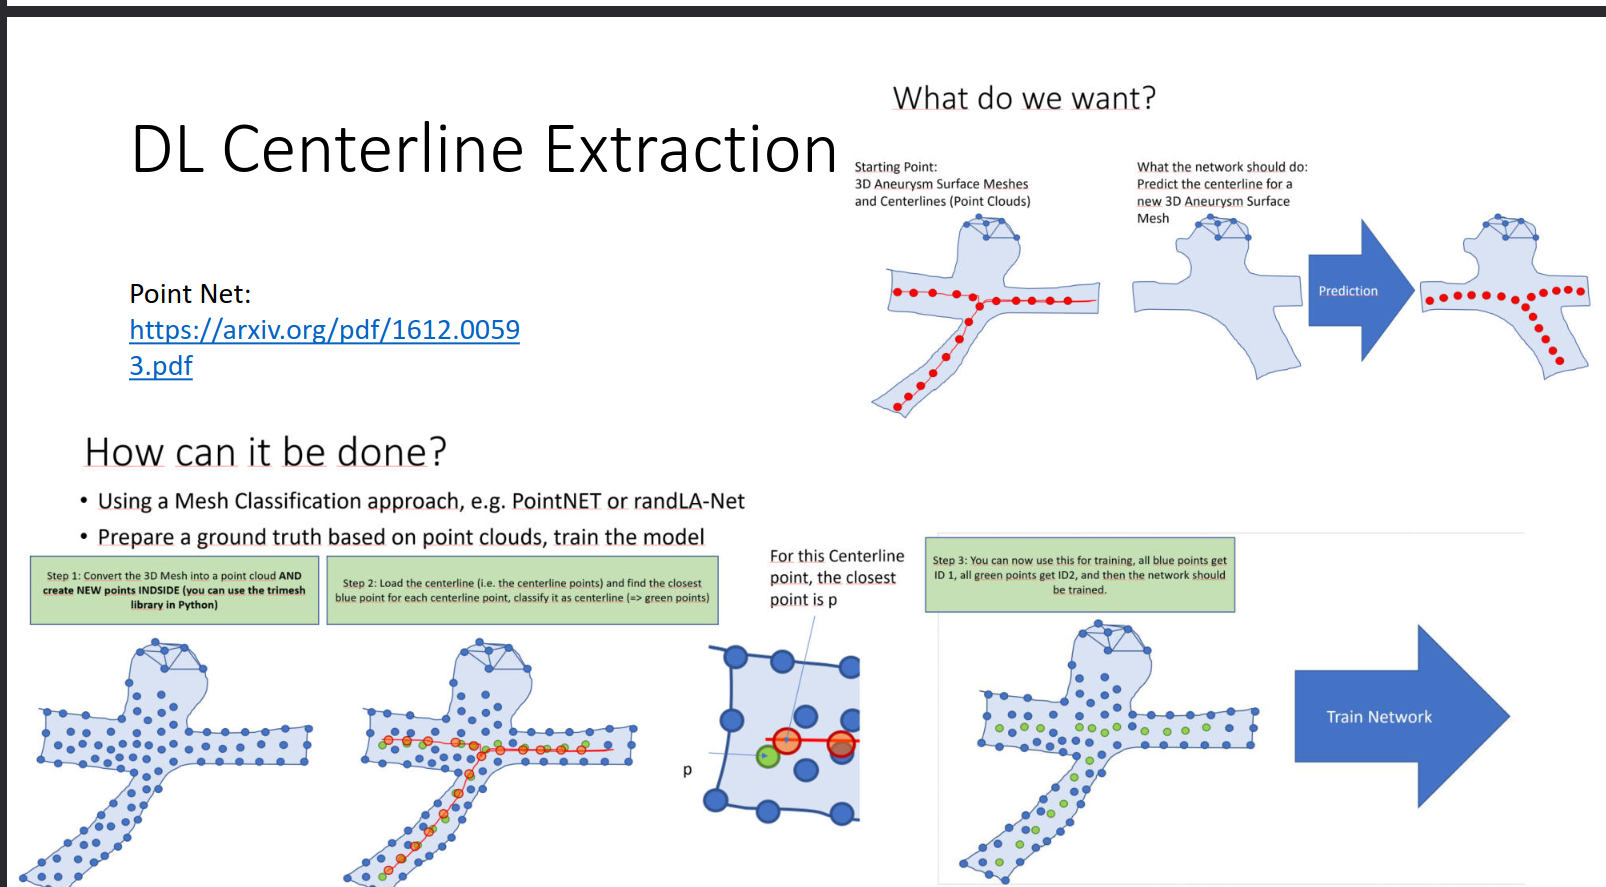 What do we want?
DL Centerline Extraction
Starting Point:
3D Aneurysm Surface Meshes
and Centerlines (Point Clouds)
What the network should do:
Predict the centerline for a
new 3D Aneurysm Surface
Mesh
Prediction
Point Net:
https://arxiv.org/pdf/1612.0059
3.pdf
How can it be done?
• Using a Mesh Classification approach, e.g. PointNET or randLA-Net
• Prepare a ground truth based on point clouds, train the model
Step 1: Convert the 3D Mesh into a point cloud AND
create NEW points INDSIDE (you can use the trimesh
library in Python)
Step 2: Load the centerline (i.e. the centerline points) and find the closest
blue point for each centerline point, classify it as centerline (=> green points)
For this Centerline
point, the closest
point is p
p
Step 3: You can now use this for training, all blue points get
ID 1, all green points get ID2, and then the network should
be trained.
Train Network